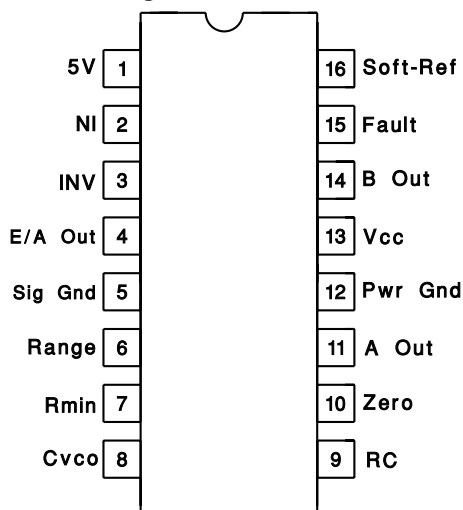 5V 1 16 Soft-Ref
NI 2 15 Fault
INV 3 14 B Out
E/A Out 4 13 Vcc
Sig Gnd 5 12 Pwr Gnd
Range 6 11 A Out
Rmin 7 10 Zero
Cvco 8 9 RC